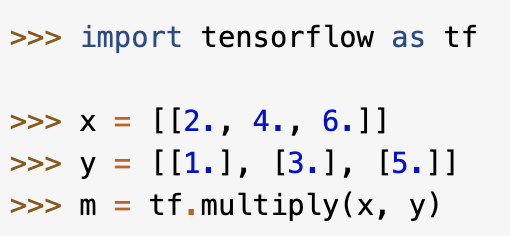 >>> import tensorflow as tf
>>> x = [[2., 4., 6.]]
>>> y = [[1.], [3.], [5.]]
>>> m = tf.multiply(x, y)